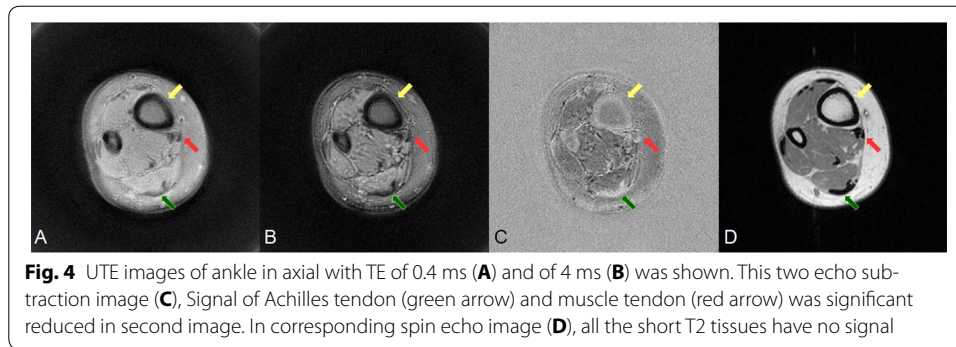 A B C D
Fig. 4 UTE images of ankle in axial with TE of 0.4 ms (A) and of 4 ms (B) was shown. This two echo sub-
traction image (C), Signal of Achilles tendon (green arrow) and muscle tendon (red arrow) was significant
reduced in second image. In corresponding spin echo image (D), all the short T2 tissues have no signal